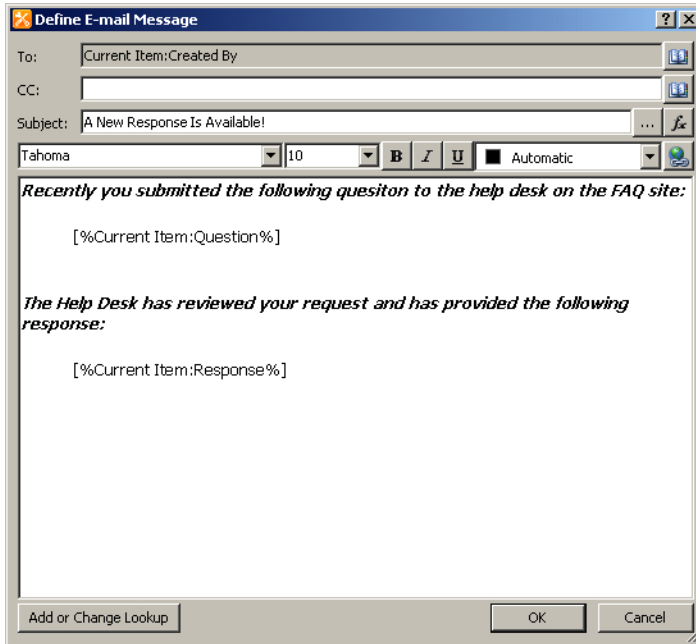 Define E-mail Message
To: Current Item:Created By
CC:
Subject: A New Response Is Available! ... fx
Tahoma 10 B I U Automatic
Recently you submitted the following quesiton to the help desk on the FAQ site:
[%Current Item:Question%]
The Help Desk has reviewed your request and has provided the following
response:
[%Current Item:Response%]
Add or Change Lookup OK Cancel